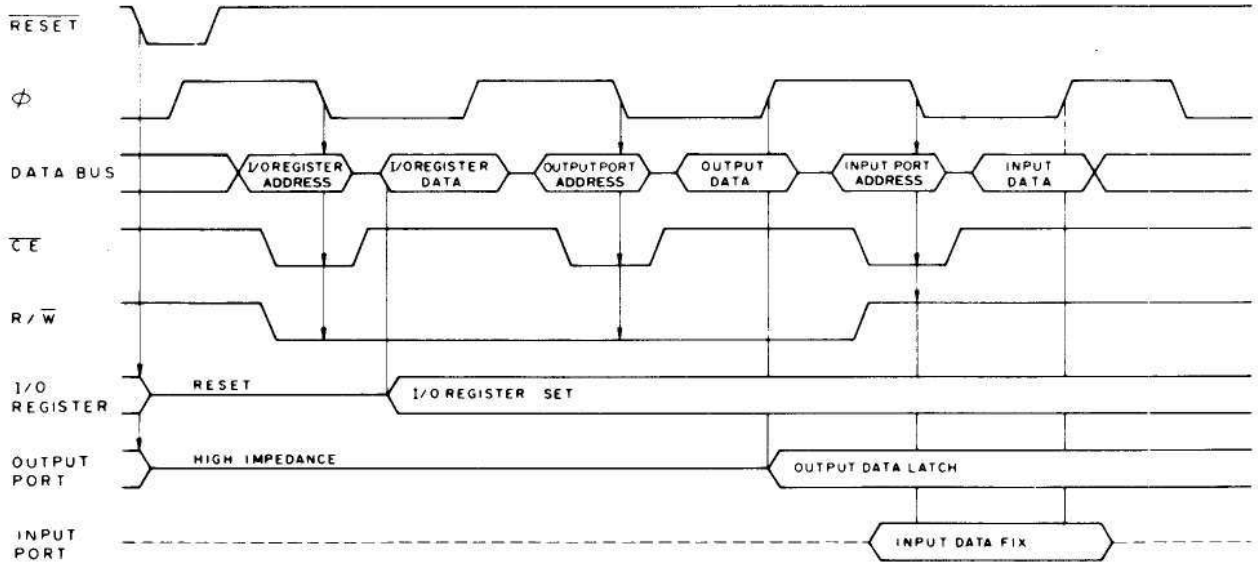 RESET
ϕ
DATA BUS
I/O REGISTER ADDRESS
I/O REGISTER DATA
OUTPUT PORT ADDRESS
OUTPUT DATA
INPUT PORT ADDRESS
INPUT DATA
CE
R/W
I/O REGISTER
RESET
I/O REGISTER SET
OUTPUT PORT
HIGH IMPEDANCE
OUTPUT DATA LATCH
INPUT PORT
INPUT DATA FIX